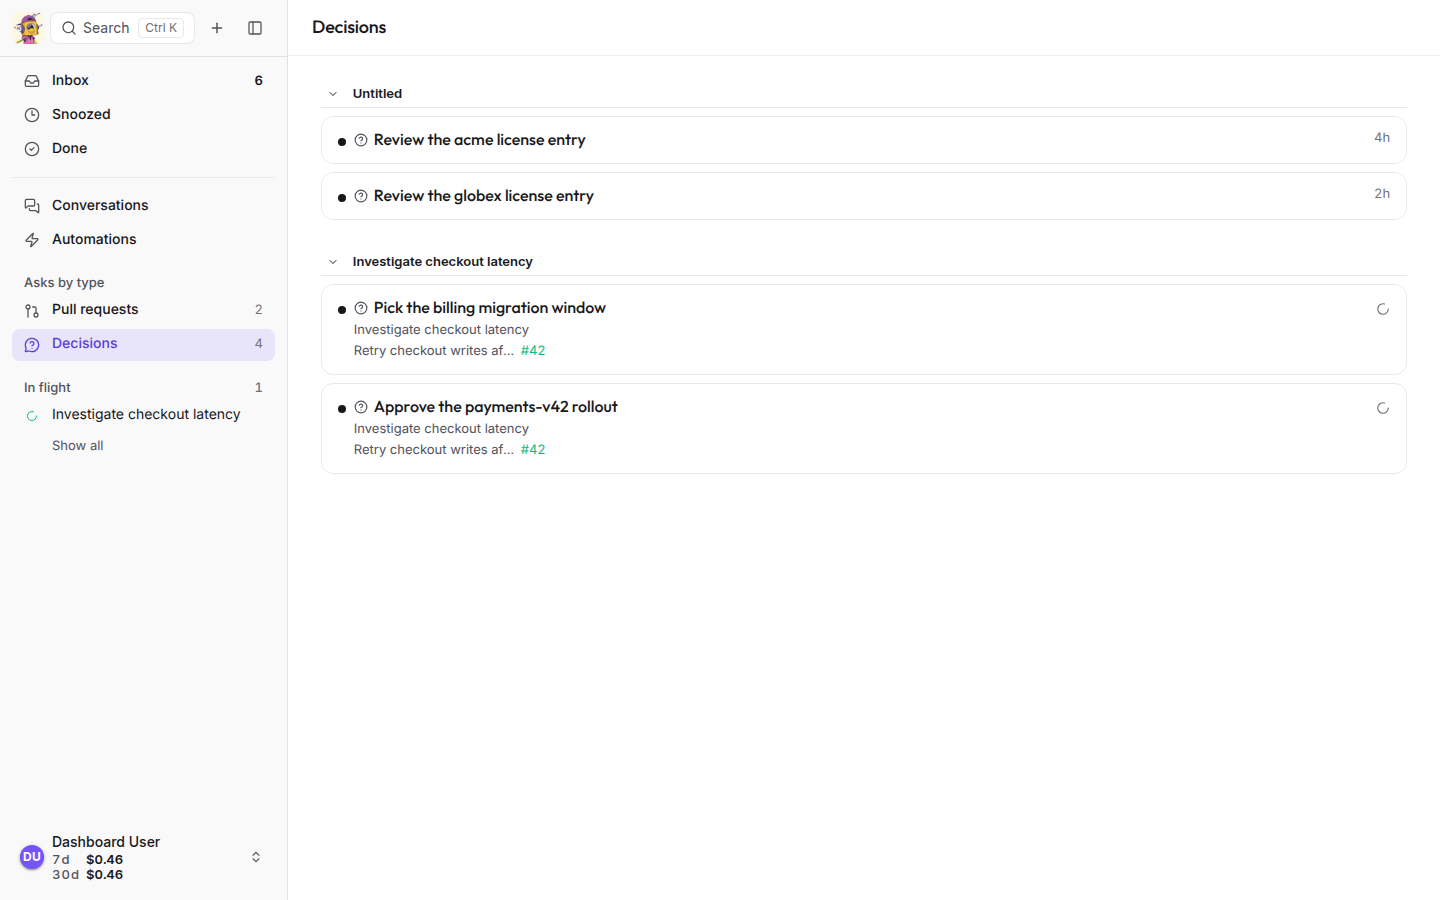 Search Ctrl K
Decisions
Inbox 6
Snoozed
Done
Conversations
Automations
Asks by type
Pull requests 2
Decisions 4
In flight 1
Investigate checkout latency
Show all
Dashboard User
DU
7d $0.46
30d $0.46
Untitled
Review the acme license entry 4h
Review the globex license entry 2h
Investigate checkout latency
Pick the billing migration window
Investigate checkout latency
Retry checkout writes af... #42
Approve the payments-v42 rollout
Investigate checkout latency
Retry checkout writes af... #42